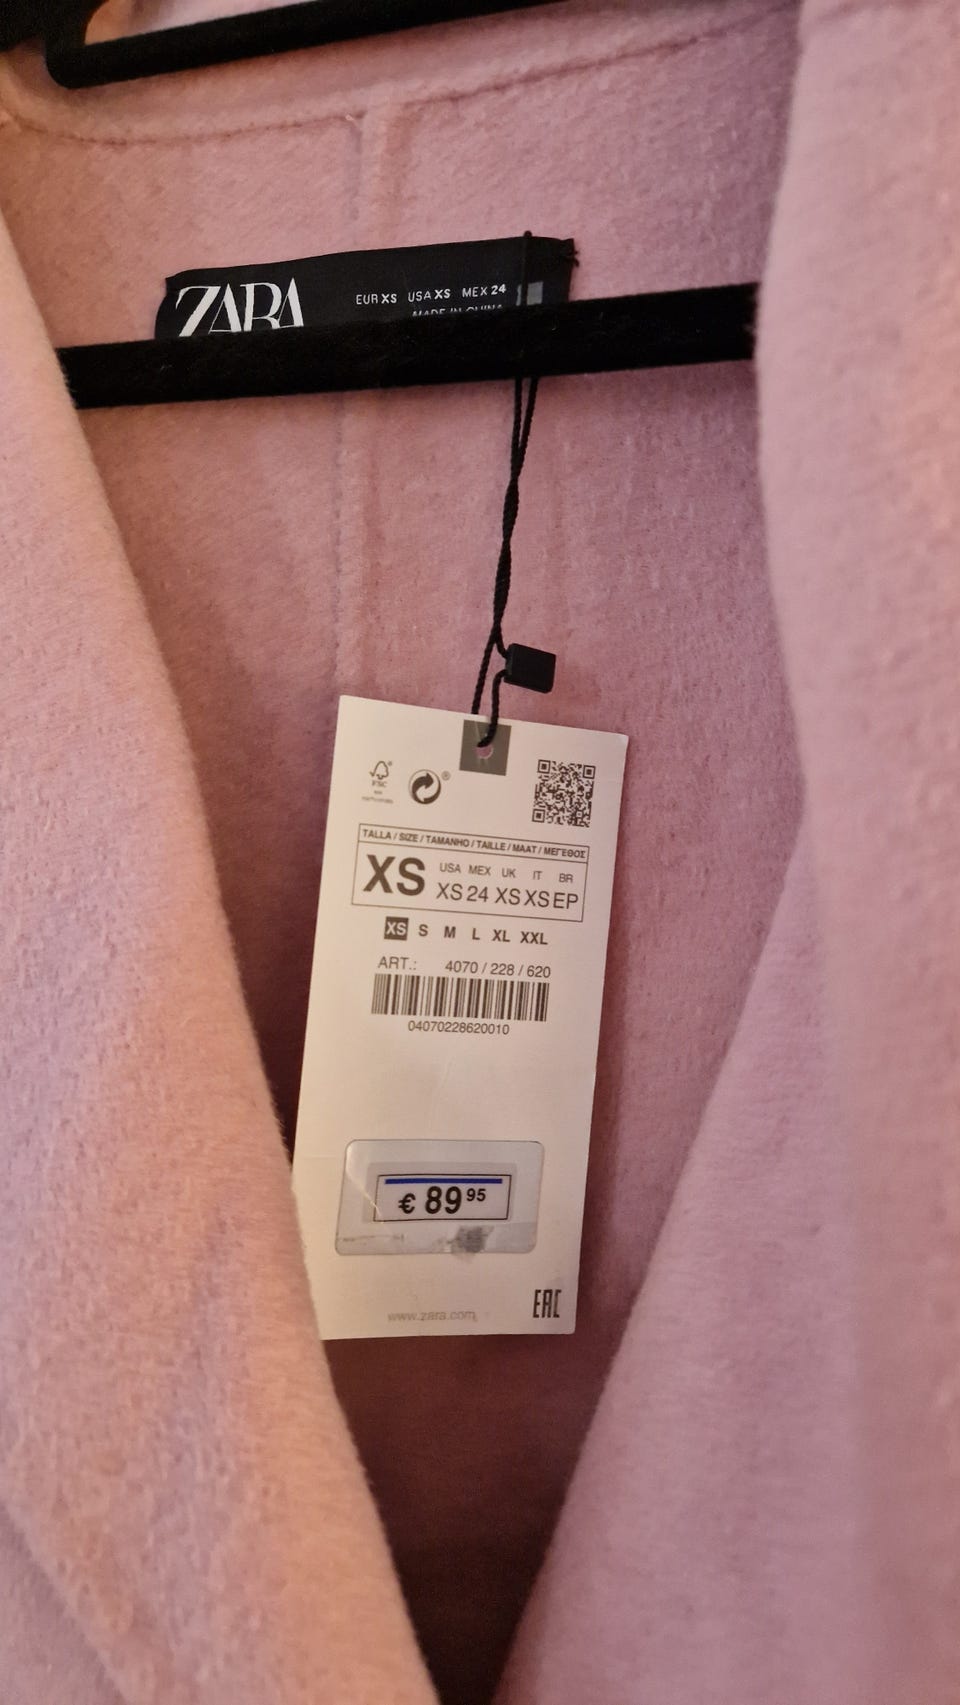 ZARA
EUR XS USA XS MEX 24
MADE IN CHINA
FSC
TALLA / SIZE / TAMANHO / TAILLE / MAAT / ΜΕΓΕΘΟΣ
XS
USA MEX UK IT BR
XS 24 XS XS EP
XS S M L XL XXL
ART.: 4070 / 228 / 620
04070228620010
€ 89 95
www.zara.com
EAC